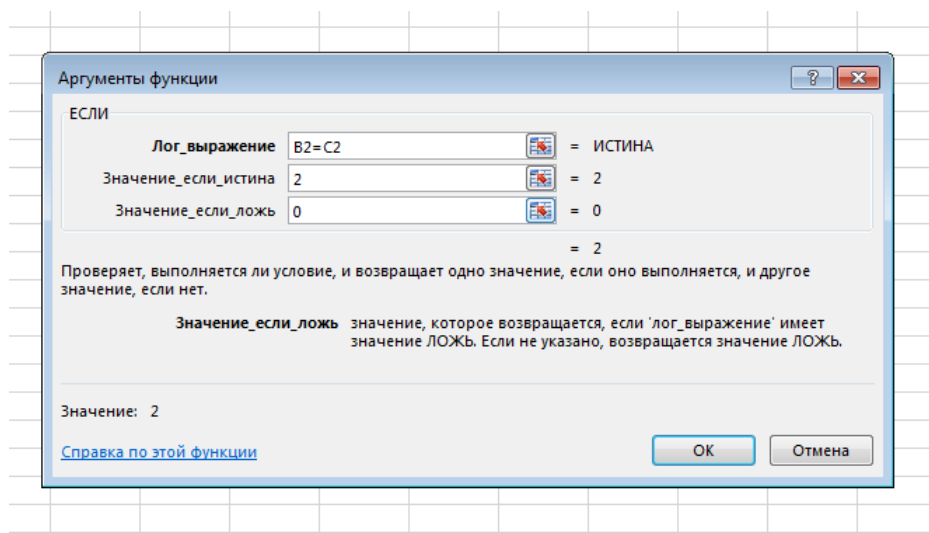 Аргументы функции
ЕСЛИ
Лог_выражение B2=C2 = ИСТИНА
Значение_если_истина 2 = 2
Значение_если_ложь 0 = 0
= 2
Проверяет, выполняется ли условие, и возвращает одно значение, если оно выполняется, и другое
значение, если нет.
Значение_если_ложь значение, которое возвращается, если 'лог_выражение' имеет
значение ЛОЖЬ. Если не указано, возвращается значение ЛОЖЬ.
Значение: 2
Справка по этой функции
ОК Отмена